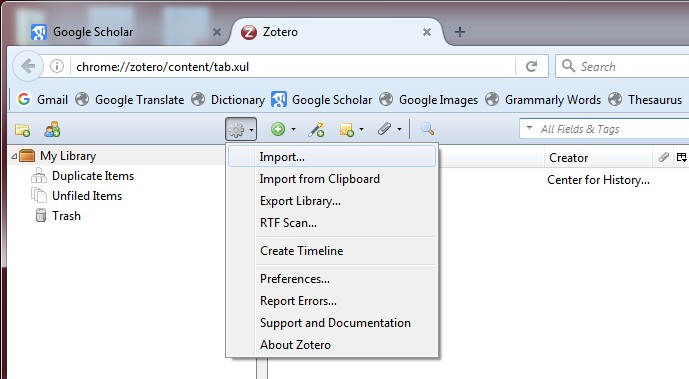 Google Scholar
Zotero
chrome://zotero/content/tab.xul
Search
Gmail Google Translate Dictionary Google Scholar Google Images Grammarly Words Thesaurus
All Fields & Tags
My Library
Duplicate Items
Unfiled Items
Trash
Import...
Import from Clipboard
Export Library...
RTF Scan...
Create Timeline
Preferences...
Report Errors...
Support and Documentation
About Zotero
Creator
Center for History...